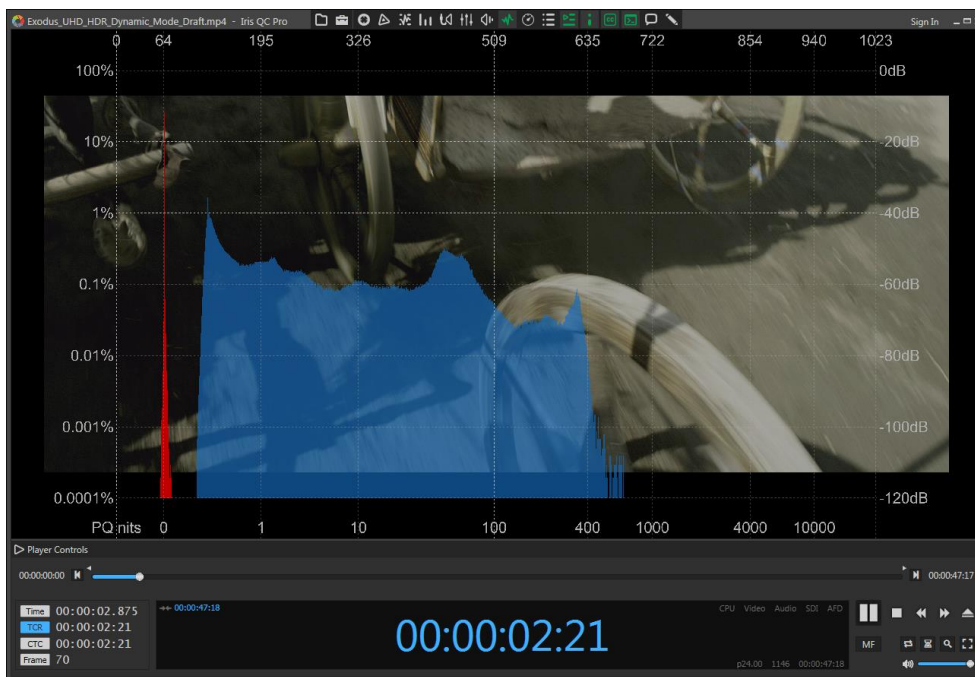 Exodus_UHD_HDR_Dynamic_Mode_Draft.mp4 - Iris QC Pro
Sign In
0 64 195 326 509 635 722 854 940 1023
100% 0dB
10% -20dB
1% -40dB
0.1% -60dB
0.01% -80dB
0.001% -100dB
0.0001% -120dB
PQ nits 0 1 10 100 400 1000 4000 10000
Player Controls
00:00:00:00 00:00:47:17
Time 00:00:02.875
TCR 00:00:02:21
CTC 00:00:02:21
Frame 70
00:00:47:18
CPU Video Audio SDI AFD
00:00:02:21
p24.00 1146 00:00:47:18
MF